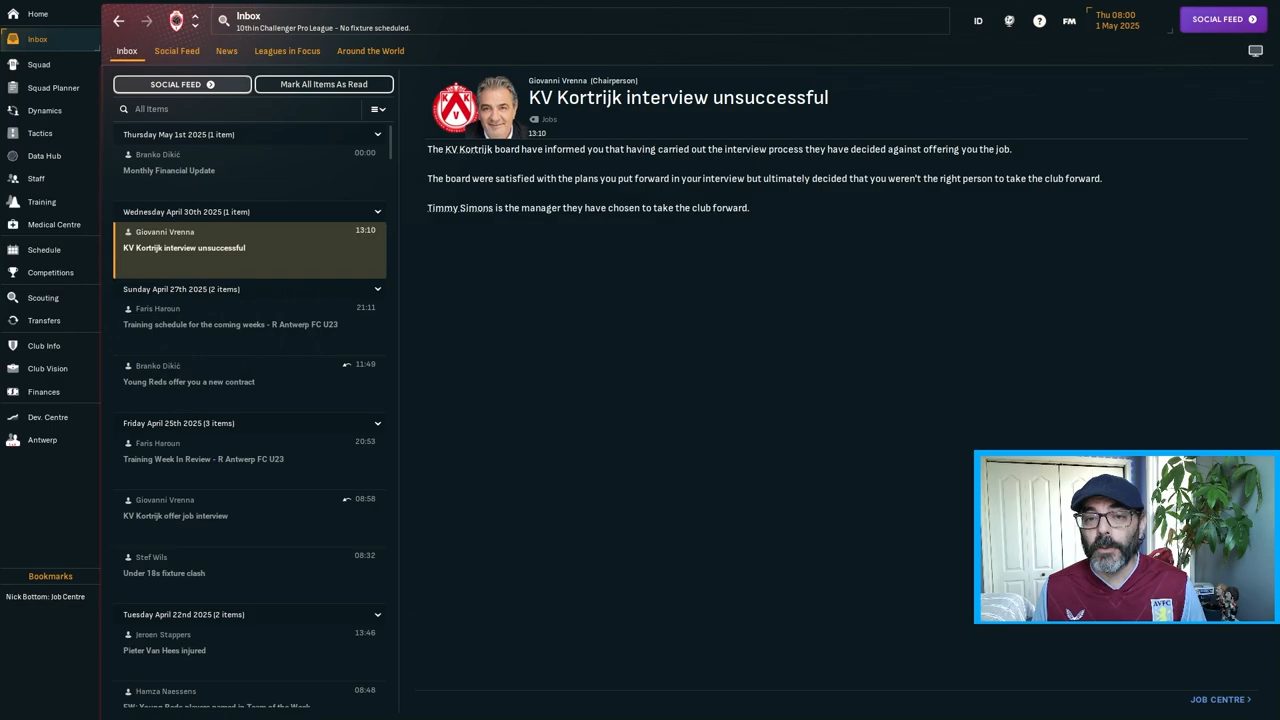 Home
Inbox
Squad
Squad Planner
Dynamics
Tactics
Data Hub
Staff
Training
Medical Centre
Schedule
Competitions
Scouting
Transfers
Club Info
Club Vision
Finances
Dev. Centre
Antwerp
Bookmarks
Nick Bottom: Job Centre
Inbox
10th in Challenger Pro League - No fixture scheduled.
ID
FM
Thu 08:00
1 May 2025
SOCIAL FEED
Inbox
Social Feed
News
Leagues in Focus
Around the World
SOCIAL FEED
Mark All Items As Read
All Items
Thursday May 1st 2025 (1 item)
Branko Dikić 00:00
Monthly Financial Update
Wednesday April 30th 2025 (1 item)
Giovanni Vrenna 13:10
KV Kortrijk interview unsuccessful
Sunday April 27th 2025 (2 items)
Faris Haroun 21:11
Training schedule for the coming weeks - R Antwerp FC U23
Branko Dikić 11:49
Young Reds offer you a new contract
Friday April 25th 2025 (3 items)
Faris Haroun 20:53
Training Week In Review - R Antwerp FC U23
Giovanni Vrenna 08:58
KV Kortrijk offer job interview
Stef Wils 08:32
Under 18s fixture clash
Tuesday April 22nd 2025 (2 items)
Jeroen Stappers 13:46
Pieter Van Hees injured
Hamza Naessens 08:48
FW: Young Reds players named in Team of the Week
Giovanni Vrenna (Chairperson)
KV Kortrijk interview unsuccessful
Jobs
13:10
The KV Kortrijk board have informed you that having carried out the interview process they have decided against offering you the job.
The board were satisfied with the plans you put forward in your interview but ultimately decided that you weren't the right person to take the club forward.
Timmy Simons is the manager they have chosen to take the club forward.
AVFC
JOB CENTRE >